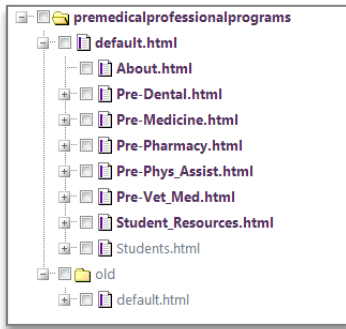 premedicalprofessionalprograms
default.html
About.html
Pre-Dental.html
Pre-Medicine.html
Pre-Pharmacy.html
Pre-Phys_Assist.html
Pre-Vet_Med.html
Student_Resources.html
Students.html
old
default.html